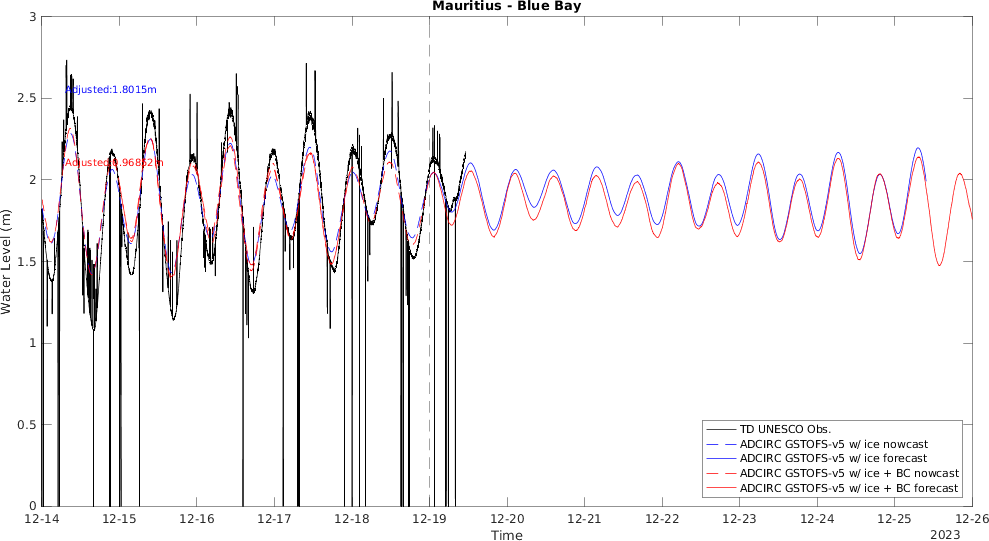 Mauritius - Blue Bay
Water Level (m)
3
2.5
2
1.5
1
0.5
0
Adjusted:1.8015m
Adjusted:0.96832m
TD UNESCO Obs.
ADCIRC GSTOFS-v5 w/ ice nowcast
ADCIRC GSTOFS-v5 w/ ice forecast
ADCIRC GSTOFS-v5 w/ ice + BC nowcast
ADCIRC GSTOFS-v5 w/ ice + BC forecast
12-14 12-15 12-16 12-17 12-18 12-19 12-20 12-21 12-22 12-23 12-24 12-25 12-26
Time
2023